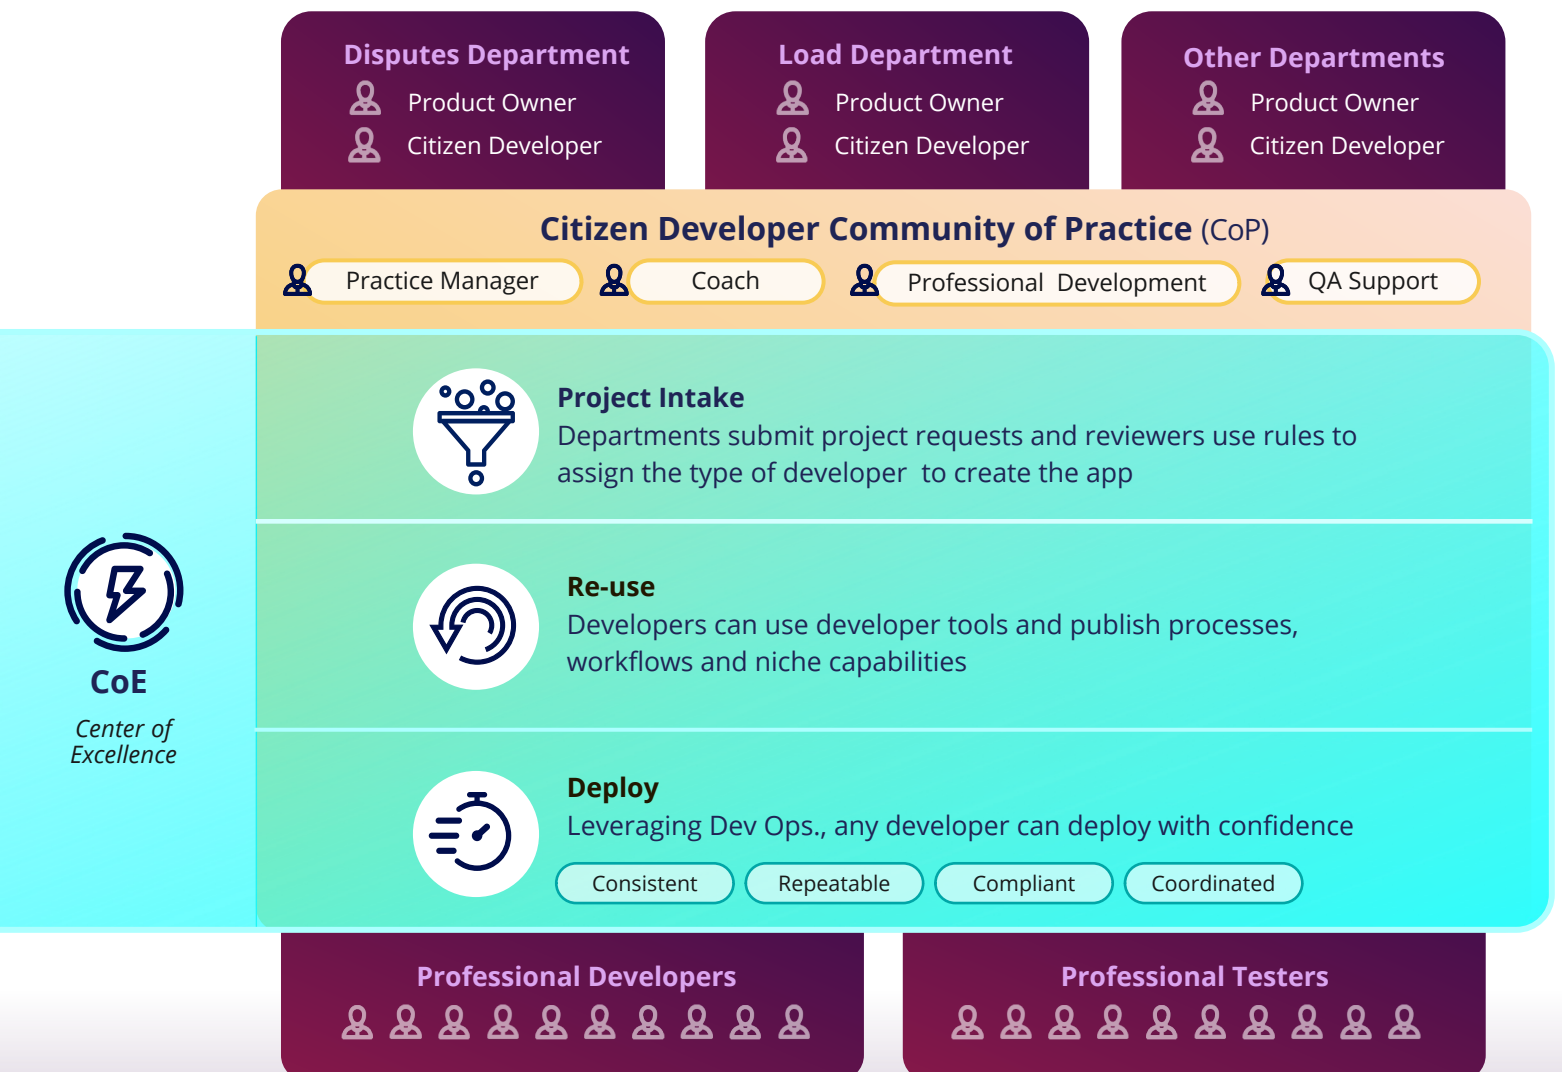 Disputes Department
Product Owner
Citizen Developer
Load Department
Product Owner
Citizen Developer
Other Departments
Product Owner
Citizen Developer
Citizen Developer Community of Practice (CoP)
Practice Manager
Coach
Professional Development
QA Support
CoE
Center of
Excellence
Project Intake
Departments submit project requests and reviewers use rules to
assign the type of developer to create the app
Re-use
Developers can use developer tools and publish processes,
workflows and niche capabilities
Deploy
Leveraging Dev Ops., any developer can deploy with confidence
Consistent
Repeatable
Compliant
Coordinated
Professional Developers
Professional Testers